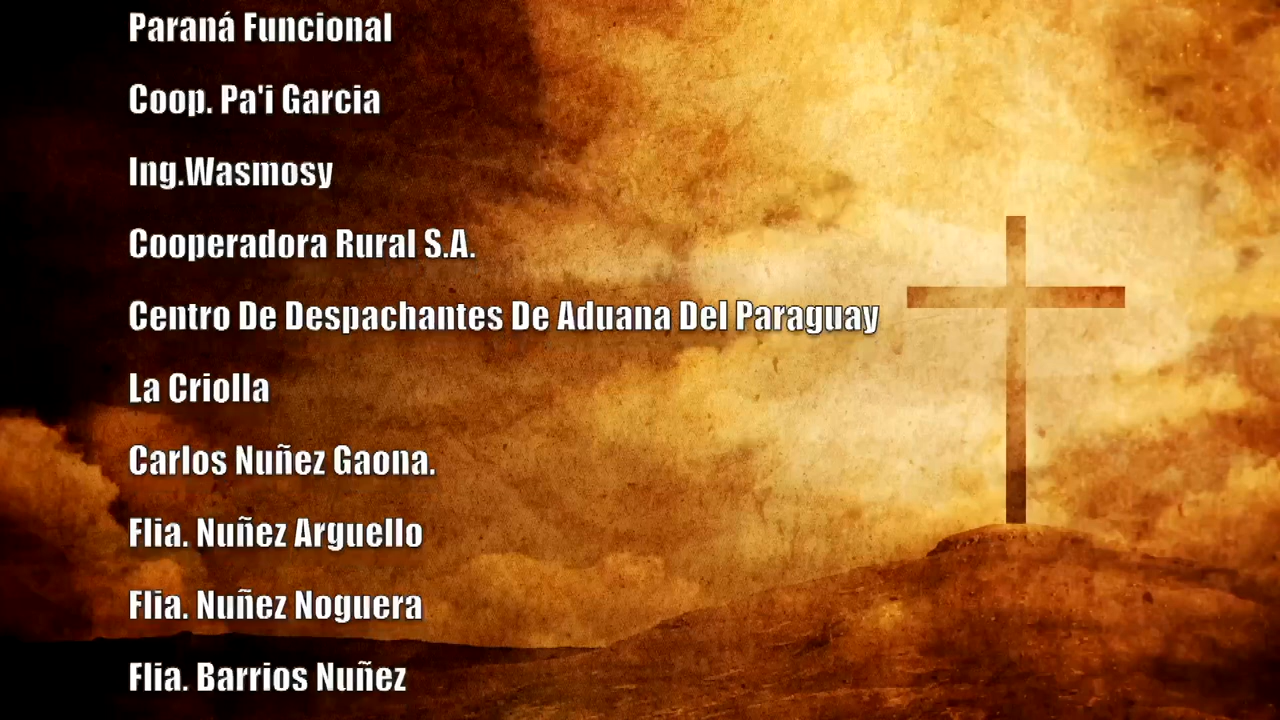 Paraná Funcional
Coop. Pa'i Garcia
Ing.Wasmosy
Cooperadora Rural S.A.
Centro De Despachantes De Aduana Del Paraguay
La Criolla
Carlos Nuñez Gaona.
Flia. Nuñez Arguello
Flia. Nuñez Noguera
Flia. Barrios Nuñez